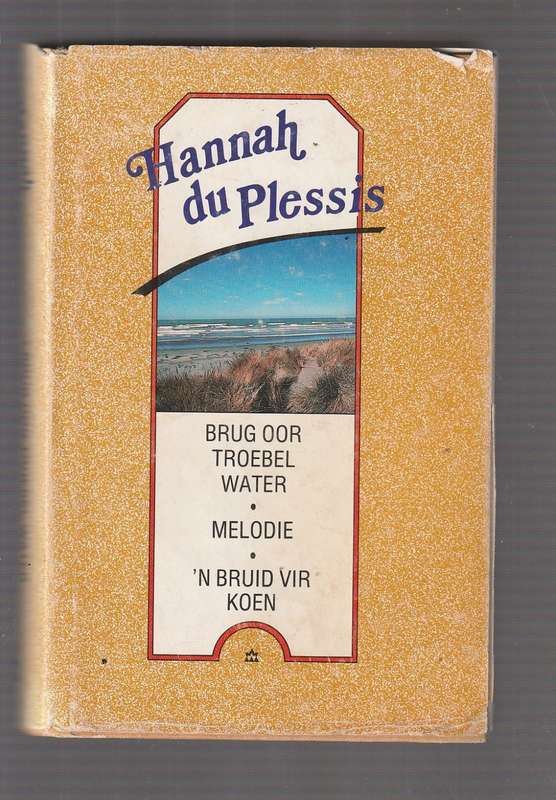 Hannah
du Plessis
BRUG OOR
TROEBEL
WATER
•
MELODIE
•
'N BRUID VIR
KOEN